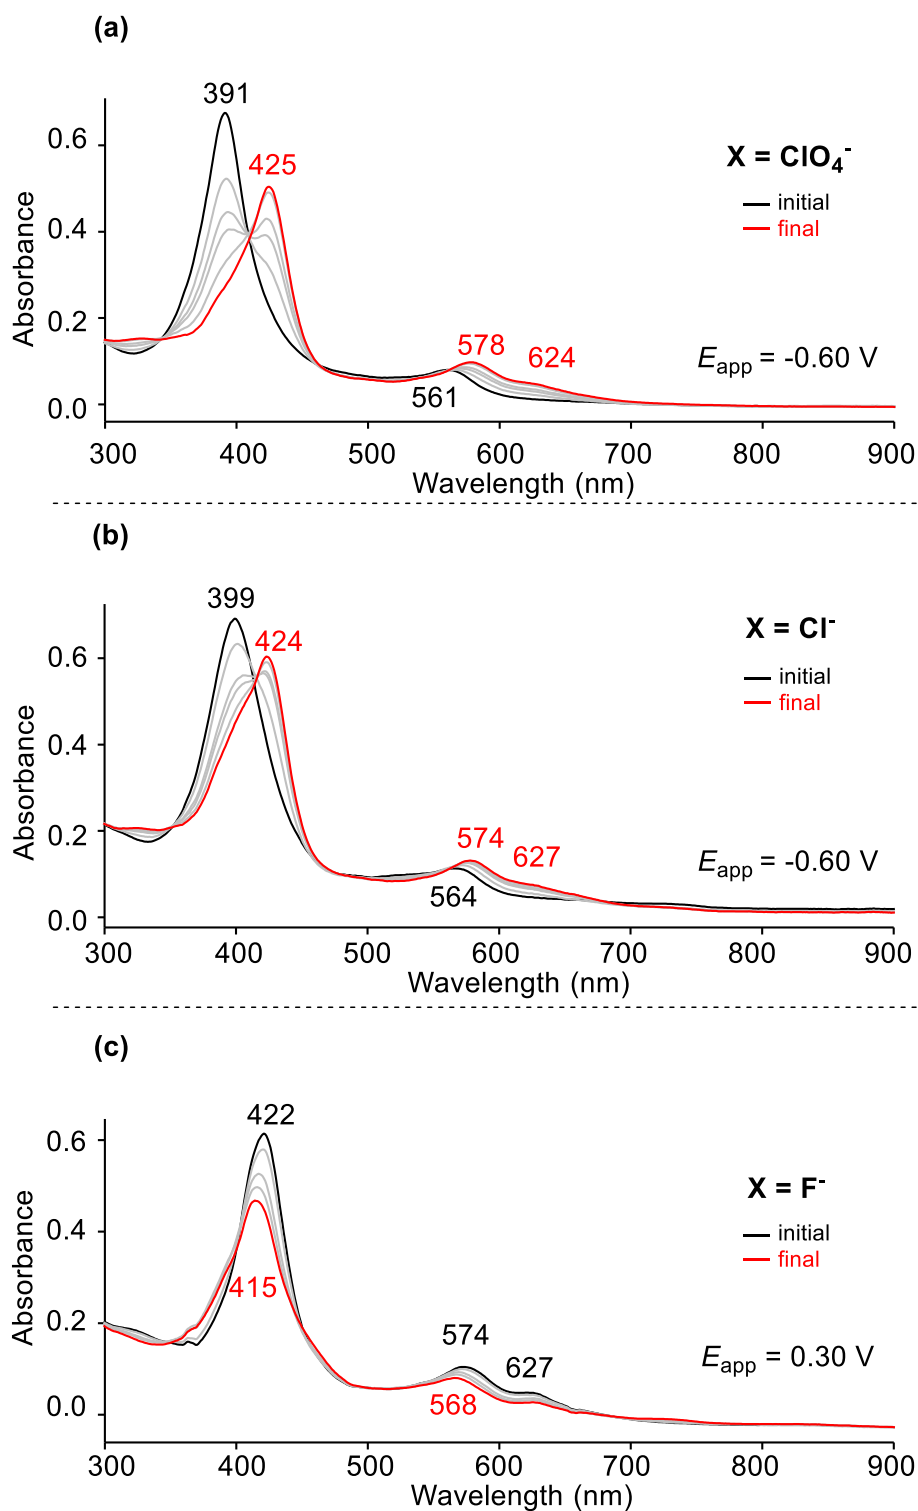 (a)
391
425
X = ClO₄⁻
initial
final
0.6
0.4
0.2
0.0
Absorbance
578
624
561
E_app = -0.60 V
300 400 500 600 700 800 900
Wavelength (nm)
(b)
399
424
X = Cl⁻
initial
final
0.6
0.4
0.2
0.0
Absorbance
574
627
564
E_app = -0.60 V
300 400 500 600 700 800 900
Wavelength (nm)
(c)
422
415
X = F⁻
initial
final
0.6
0.4
0.2
0.0
Absorbance
574
627
568
E_app = 0.30 V
300 400 500 600 700 800 900
Wavelength (nm)